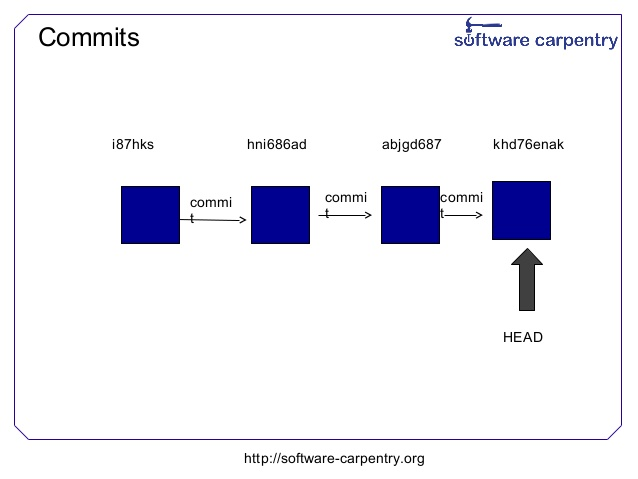 Commits
software carpentry
i87hks
hni686ad
abjgd687
khd76enak
commi
t
commi
t
commi
t
HEAD
http://software-carpentry.org